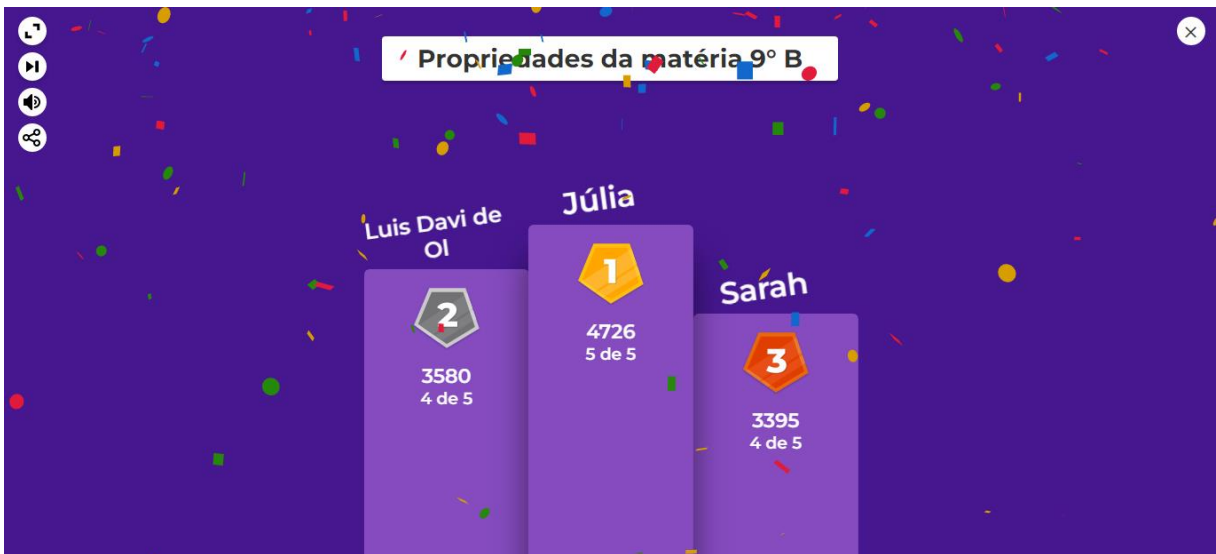 Propriedades da matéria 9° B
Júlia
1
4726
5 de 5
Luis Davi de
Ol
2
3580
4 de 5
Sarah
3
3395
4 de 5